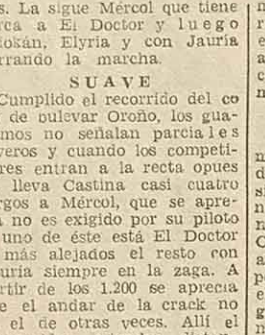 s. La sigue Mércol que tiene
rca a El Doctor y luego
lokán, Elyria y con Jauría
rrando la marcha.
SUAVE
Cumplido el recorrido del co
de oulevar Oroño, los gua-
mos no señalan parciales
veros y cuando los competi-
res entran a la recta opues
lleva Castina casi cuatro
rgos a Mércol, que se apre-
a no es exigido por su piloto
uno de éste está El Doctor
más alejados el resto con
uria siempre en la zaga. A
rtir de los 1.200 se aprecia
e el andar de la crack no
el de otras veces. Allí el